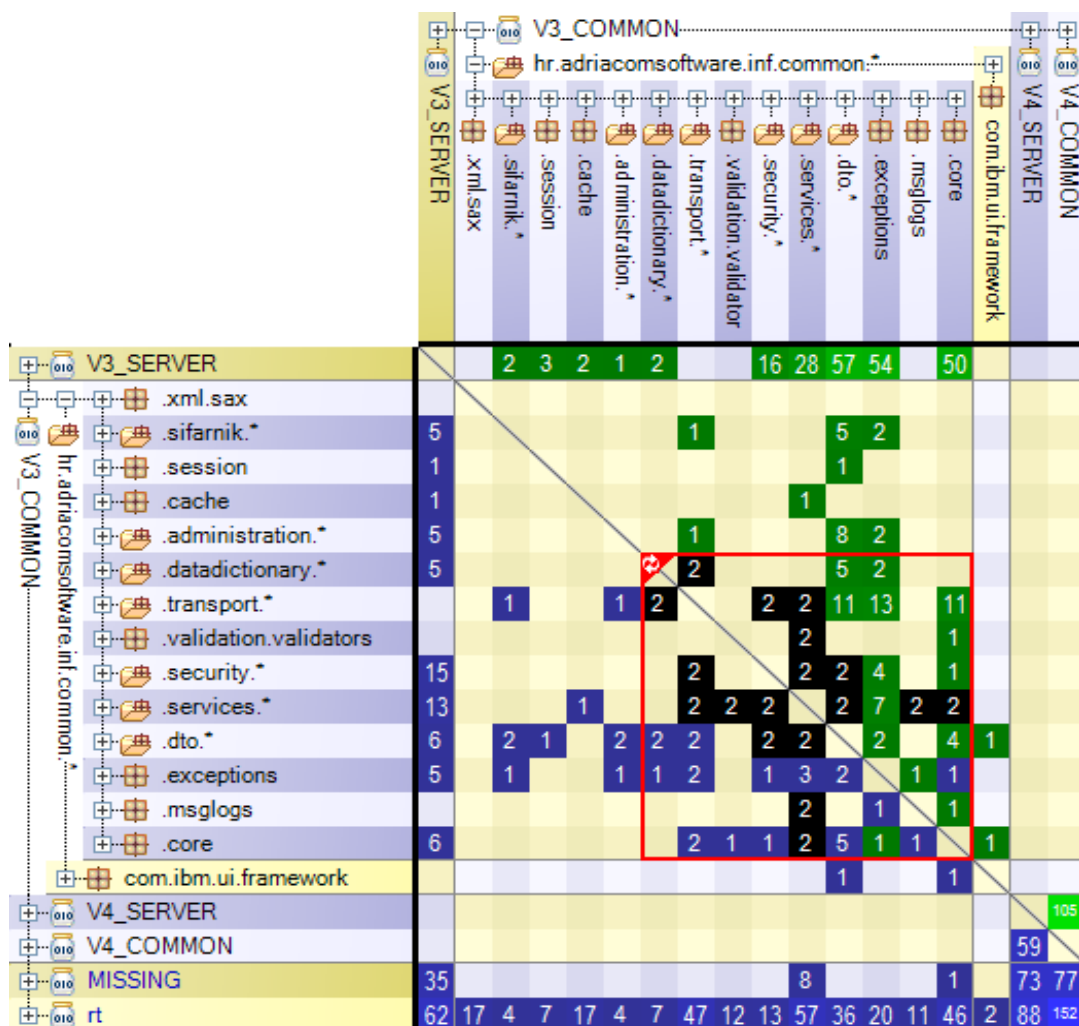 V3_COMMON
hr.adriacomsoftware.inf.common.*
V3_SERVER
.xml.sax
.sifarnik.*
.session
.cache
.administration.*
.datadictionary.*
.transport.*
.validation.validator
.security.*
.services.*
.dto.*
.exceptions
.msglogs
.core
com.ibm.ui.framework
V4_SERVER
V4_COMMON
V3_SERVER 2 3 2 1 2 16 28 57 54 50
V3_COMMON
hr.adriacomsoftware.inf.common.*
.xml.sax
.sifarnik.* 5 1 5 2
.session 1 1
.cache 1 1
.administration.* 5 1 8 2
.datadictionary.* 5 2 5 2
.transport.* 1 1 2 2 2 11 13 11
.validation.validators 2 1
.security.* 15 2 2 2 4 1
.services.* 13 1 2 2 2 2 7 2 2
.dto.* 6 2 1 2 2 2 2 2 2 4 1
.exceptions 5 1 1 1 2 1 3 2 1 1
.msglogs 2 1 1
.core 6 2 1 1 2 5 1 1 1
com.ibm.ui.framework 1 1
V4_SERVER 105
V4_COMMON 59
MISSING 35 8 1 73 77
rt 62 17 4 7 17 4 7 47 12 13 57 36 20 11 46 2 88 152